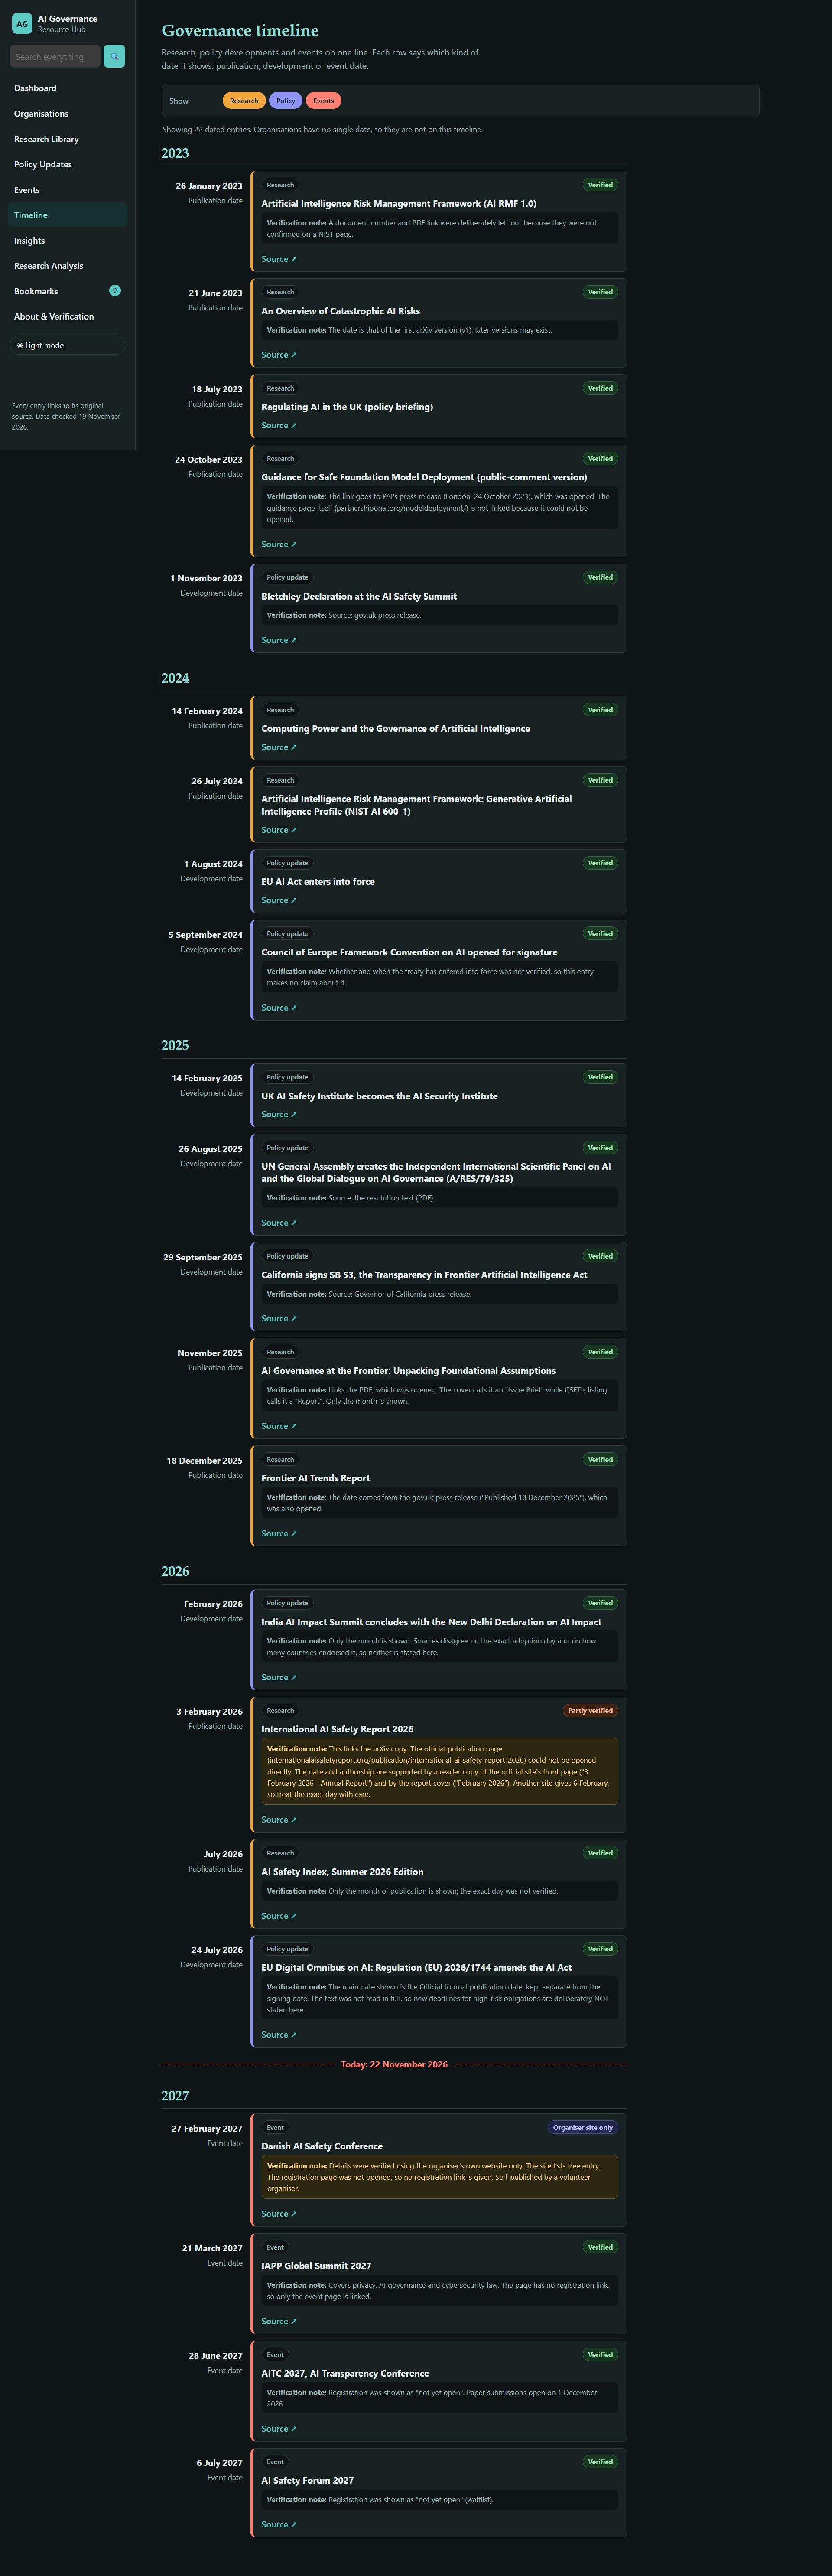 AG
AI Governance
Resource Hub
Search everything
Dashboard
Organisations
Research Library
Policy Updates
Events
Timeline
Insights
Research Analysis
Bookmarks 0
About & Verification
☀ Light mode
Every entry links to its original
source. Data checked 19 November
2026.
Governance timeline
Research, policy developments and events on one line. Each row says which kind of
date it shows: publication, development or event date.
Show Research Policy Events
Showing 22 dated entries. Organisations have no single date, so they are not on this timeline.
2023
26 January 2023
Publication date
Research Verified
Artificial Intelligence Risk Management Framework (AI RMF 1.0)
Verification note: A document number and PDF link were deliberately left out because they were not
confirmed on a NIST page.
Source ↗
21 June 2023
Publication date
Research Verified
An Overview of Catastrophic AI Risks
Verification note: The date is that of the first arXiv version (v1); later versions may exist.
Source ↗
18 July 2023
Publication date
Research Verified
Regulating AI in the UK (policy briefing)
Source ↗
24 October 2023
Publication date
Research Verified
Guidance for Safe Foundation Model Deployment (public-comment version)
Verification note: The link goes to PAI's press release (London, 24 October 2023), which was opened. The
guidance page itself (partnershiponai.org/modeldeployment/) is not linked because it could not be
opened.
Source ↗
1 November 2023
Development date
Policy update Verified
Bletchley Declaration at the AI Safety Summit
Verification note: Source: gov.uk press release.
Source ↗
2024
14 February 2024
Publication date
Research Verified
Computing Power and the Governance of Artificial Intelligence
Source ↗
26 July 2024
Publication date
Research Verified
Artificial Intelligence Risk Management Framework: Generative Artificial
Intelligence Profile (NIST AI 600-1)
Source ↗
1 August 2024
Development date
Policy update Verified
EU AI Act enters into force
Source ↗
5 September 2024
Development date
Policy update Verified
Council of Europe Framework Convention on AI opened for signature
Verification note: Whether and when the treaty has entered into force was not verified, so this entry
makes no claim about it.
Source ↗
2025
14 February 2025
Development date
Policy update Verified
UK AI Safety Institute becomes the AI Security Institute
Source ↗
26 August 2025
Development date
Policy update Verified
UN General Assembly creates the Independent International Scientific Panel on AI
and the Global Dialogue on AI Governance (A/RES/79/325)
Verification note: Source: the resolution text (PDF).
Source ↗
29 September 2025
Development date
Policy update Verified
California signs SB 53, the Transparency in Frontier Artificial Intelligence Act
Verification note: Source: Governor of California press release.
Source ↗
November 2025
Publication date
Research Verified
AI Governance at the Frontier: Unpacking Foundational Assumptions
Verification note: Links the PDF, which was opened. The cover calls it an "Issue Brief" while CSET's listing
calls it a "Report". Only the month is shown.
Source ↗
18 December 2025
Publication date
Research Verified
Frontier AI Trends Report
Verification note: The date comes from the gov.uk press release ("Published 18 December 2025"), which
was also opened.
Source ↗
2026
February 2026
Development date
Policy update Verified
India AI Impact Summit concludes with the New Delhi Declaration on AI Impact
Verification note: Only the month is shown. Sources disagree on the exact adoption day and on how
many countries endorsed it, so neither is stated here.
Source ↗
3 February 2026
Publication date
Research Partly verified
International AI Safety Report 2026
Verification note: This links the arXiv copy. The official publication page
(internationalaisafetyreport.org/publication/international-ai-safety-report-2026) could not be opened
directly. The date and authorship are supported by a reader copy of the official site's front page ("3
February 2026 - Annual Report") and by the report cover ("February 2026"). Another site gives 6 February,
so treat the exact day with care.
Source ↗
July 2026
Publication date
Research Verified
AI Safety Index, Summer 2026 Edition
Verification note: Only the month of publication is shown; the exact day was not verified.
Source ↗
24 July 2026
Development date
Policy update Verified
EU Digital Omnibus on AI: Regulation (EU) 2026/1744 amends the AI Act
Verification note: The main date shown is the Official Journal publication date, kept separate from the
signing date. The text was not read in full, so new deadlines for high-risk obligations are deliberately NOT
stated here.
Source ↗
Today: 22 November 2026
2027
27 February 2027
Event date
Event Organiser site only
Danish AI Safety Conference
Verification note: Details were verified using the organiser's own website only. The site lists free entry.
The registration page was not opened, so no registration link is given. Self-published by a volunteer
organiser.
Source ↗
21 March 2027
Event date
Event Verified
IAPP Global Summit 2027
Verification note: Covers privacy, AI governance and cybersecurity law. The page has no registration link,
so only the event page is linked.
Source ↗
28 June 2027
Event date
Event Verified
AITC 2027, AI Transparency Conference
Verification note: Registration was shown as "not yet open". Paper submissions open on 1 December
2026.
Source ↗
6 July 2027
Event date
Event Verified
AI Safety Forum 2027
Verification note: Registration was shown as "not yet open" (waitlist).
Source ↗